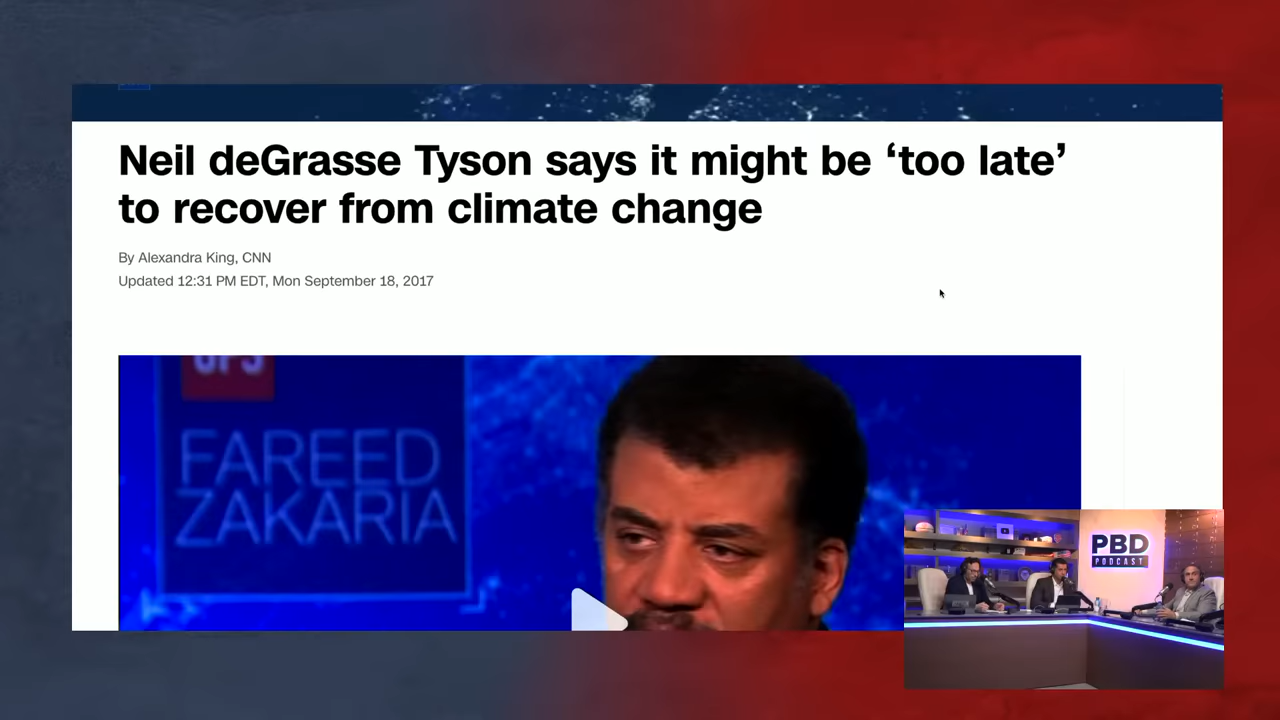 Neil deGrasse Tyson says it might be ‘too late’
to recover from climate change
By Alexandra King, CNN
Updated 12:31 PM EDT, Mon September 18, 2017
GPS
FAREED
ZAKARIA
PBD
PODCAST